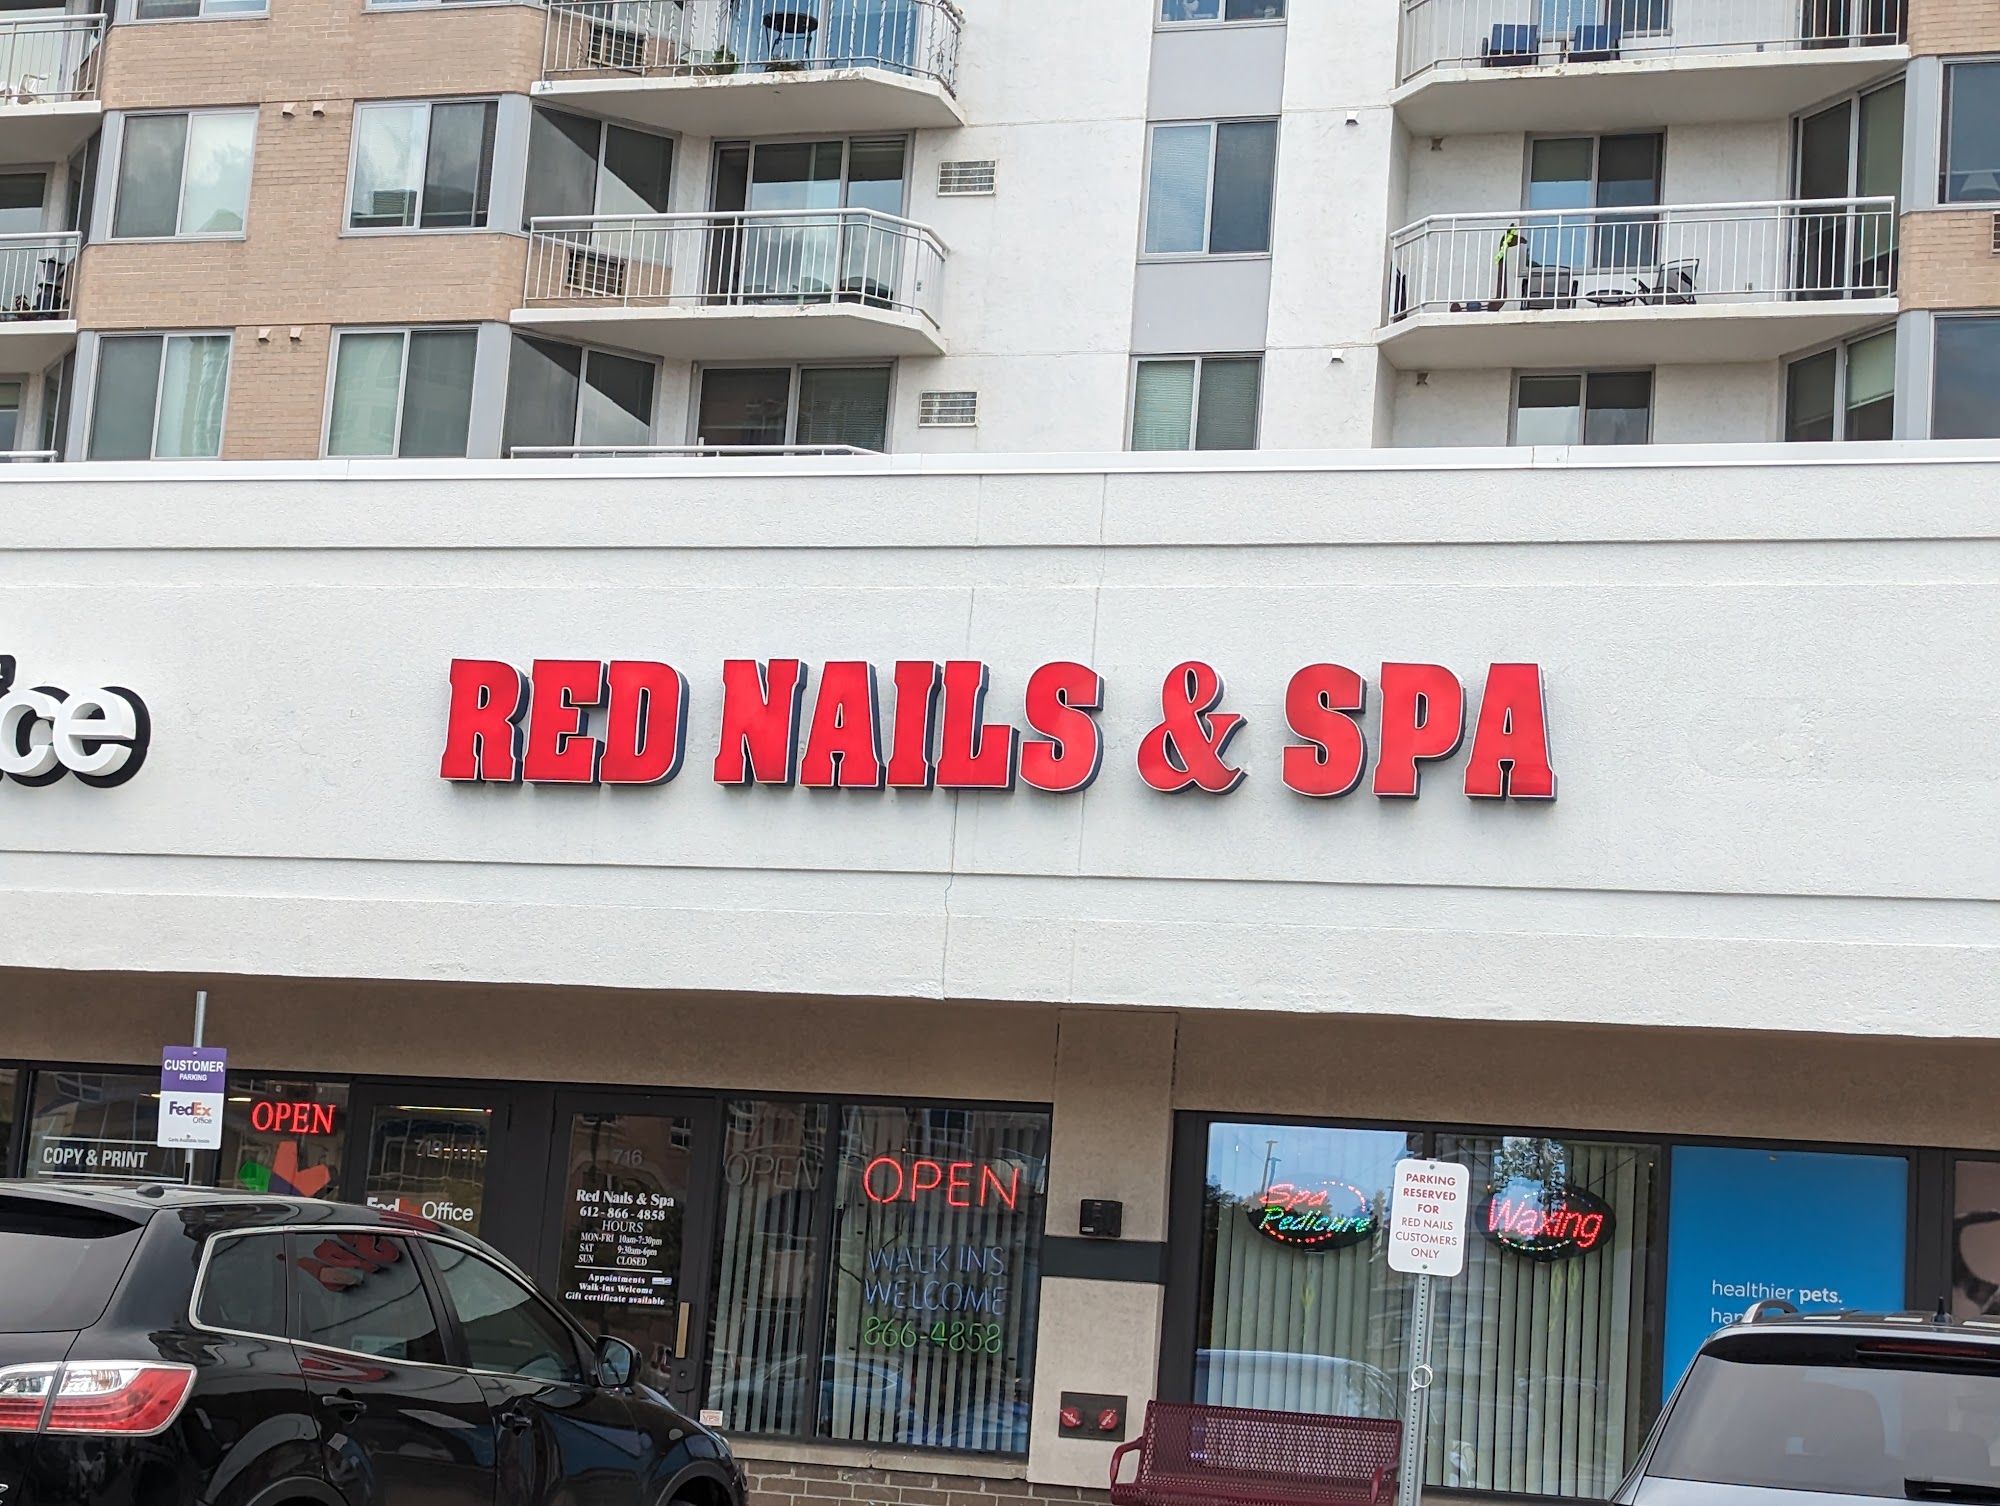 ice
RED NAILS & SPA
CUSTOMER
PARKING
FedEx
Office
OPEN
COPY & PRINT
FedEx Office
716
Red Nails & Spa
612-866-4858
HOURS
MON-FRI 10am-7:30pm
SAT 9:30am-6pm
SUN CLOSED
Appointments
Walk-Ins Welcome
Gift certificate available
OPEN
OPEN
WALK INS
WELCOME
866-4858
Spa
Pedicure
PARKING
RESERVED
FOR
RED NAILS
CUSTOMERS
ONLY
Waxing
healthier pets.